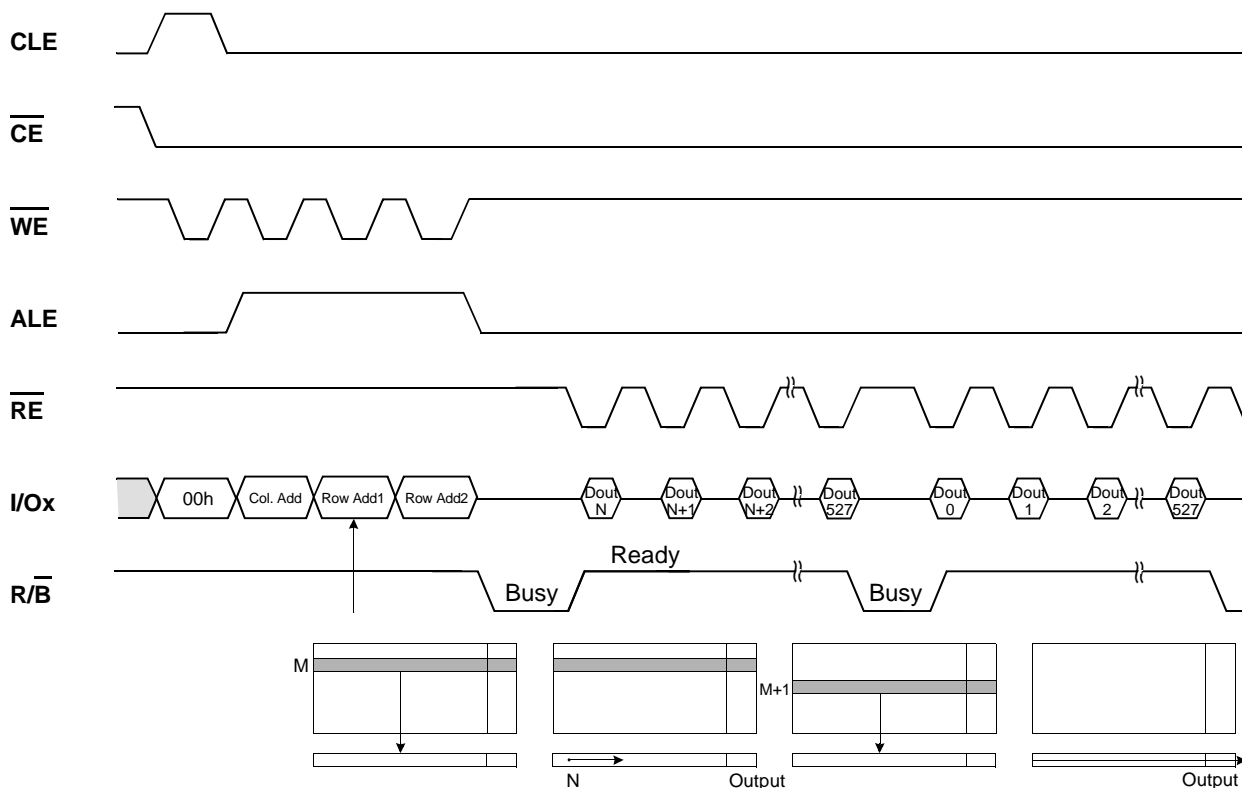 CLE
CE
WE
ALE
RE
I/Ox
00h
Col. Add
Row Add1
Row Add2
Dout
N
Dout
N+1
Dout
N+2
Dout
527
Dout
0
Dout
1
Dout
2
Dout
527
R/B
Busy
Ready
Busy
M
M+1
N
Output
Output